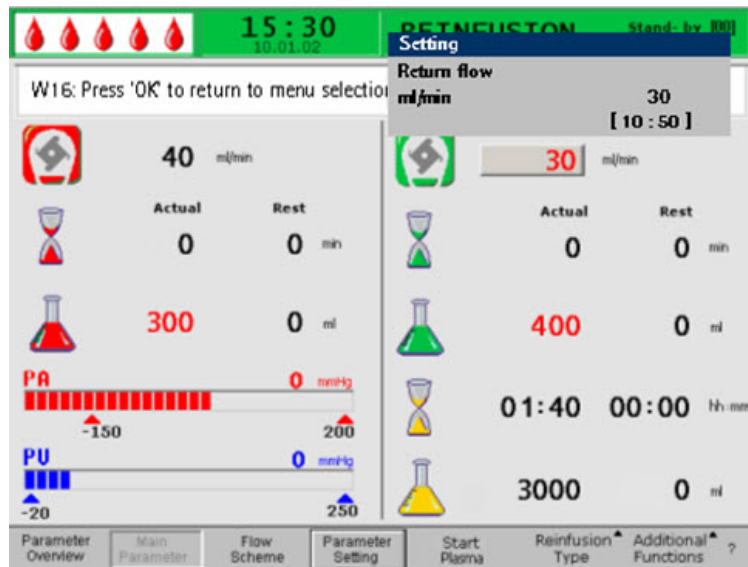 15:30
10.01.02
REINFUSION
Stand-by [00]
Setting
Return flow
ml/min 30
[ 10 : 50 ]
W16: Press 'OK' to return to menu selection
40 ml/min
30 ml/min
Actual Rest
0 0 min
Actual Rest
0 0 min
300 0 ml
400 0 ml
PA 0 mmHg
-150 200
01:40 00:00 hh:mm
PV 0 mmHg
-20 250
3000 0 ml
Parameter Overview
Main Parameter
Flow Scheme
Parameter Setting
Start Plasma
Reinfusion Type
Additional Functions
?